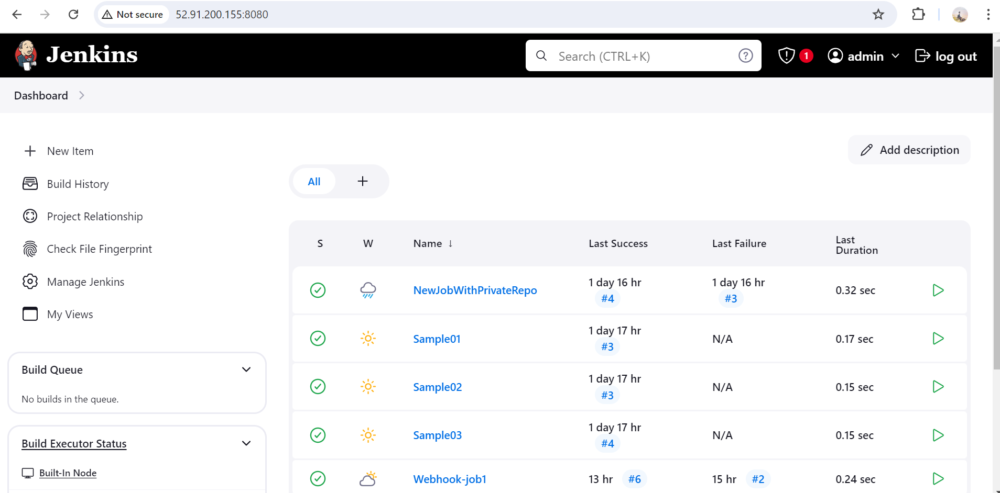 Not secure 52.91.200.155:8080
Jenkins
Search (CTRL+K)
1
admin
log out
Dashboard
New Item
Build History
Project Relationship
Check File Fingerprint
Manage Jenkins
My Views
Build Queue
No builds in the queue.
Build Executor Status
Built-In Node
Add description
All
S W Name ↓ Last Success Last Failure Last
Duration
NewJobWithPrivateRepo 1 day 16 hr #4 1 day 16 hr #3 0.32 sec
Sample01 1 day 17 hr #3 N/A 0.17 sec
Sample02 1 day 17 hr #3 N/A 0.15 sec
Sample03 1 day 17 hr #4 N/A 0.15 sec
Webhook-job1 13 hr #6 15 hr #2 0.24 sec